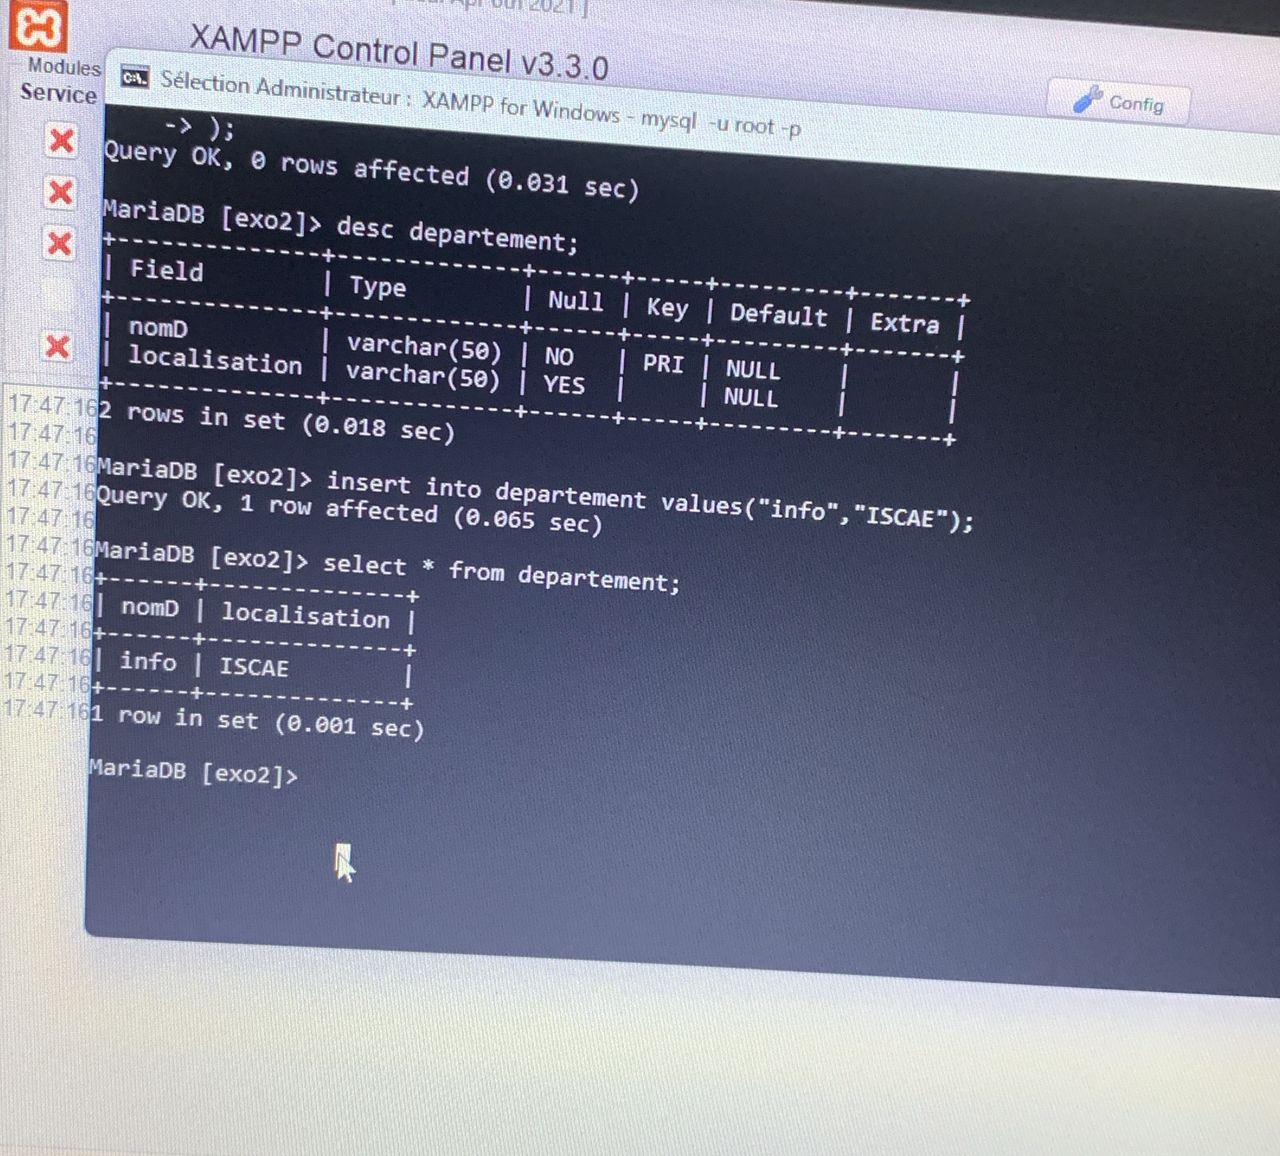 XAMPP Control Panel v3.3.0
Modules
Service
Config
Sélection Administrateur : XAMPP for Windows - mysql -u root -p
-> );
Query OK, 0 rows affected (0.031 sec)
MariaDB [exo2]> desc departement;
+--------------+-------------+------+-----+---------+-------+
| Field | Type | Null | Key | Default | Extra |
+--------------+-------------+------+-----+---------+-------+
| nomD | varchar(50) | NO | PRI | NULL | |
| localisation | varchar(50) | YES | | NULL | |
+--------------+-------------+------+-----+---------+-------+
2 rows in set (0.018 sec)
MariaDB [exo2]> insert into departement values("info","ISCAE");
Query OK, 1 row affected (0.065 sec)
MariaDB [exo2]> select * from departement;
+------+--------------+
| nomD | localisation |
+------+--------------+
| info | ISCAE |
+------+--------------+
1 row in set (0.001 sec)
MariaDB [exo2]>
17:47:16
17:47:16
17:47:16
17:47:16
17:47:16
17:47:16
17:47:16
17:47:16
17:47:16
17:47:16
17:47:16
17:47:16